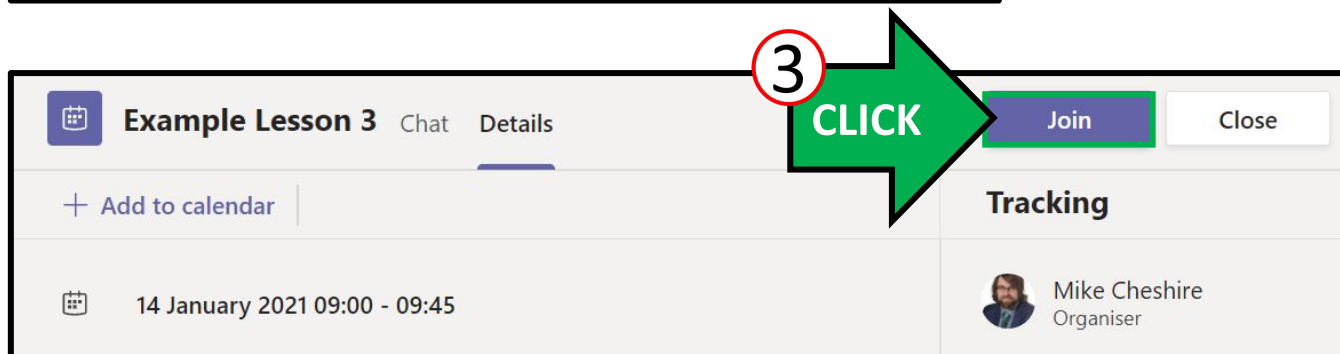 3
CLICK
Example Lesson 3 Chat Details
Join Close
+ Add to calendar
Tracking
14 January 2021 09:00 - 09:45
Mike Cheshire
Organiser